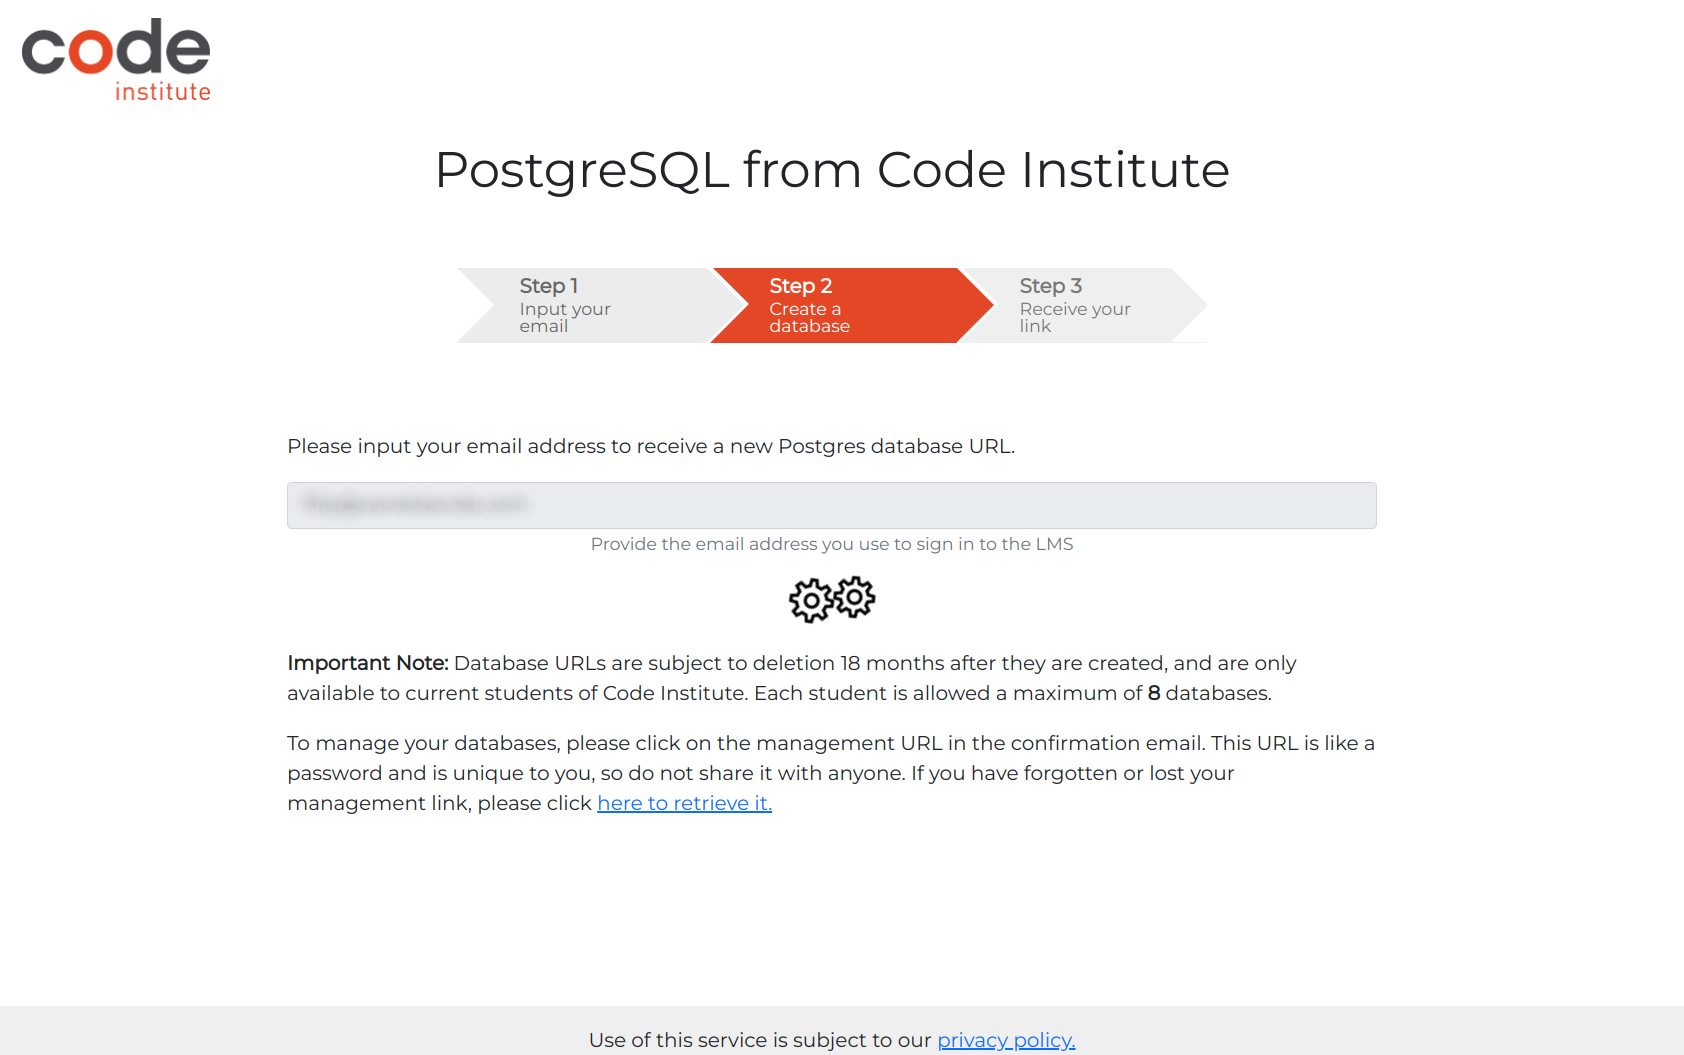 code
institute
PostgreSQL from Code Institute
Step 1
Input your
email
Step 2
Create a
database
Step 3
Receive your
link
Please input your email address to receive a new Postgres database URL.
Provide the email address you use to sign in to the LMS
Important Note: Database URLs are subject to deletion 18 months after they are created, and are only
available to current students of Code Institute. Each student is allowed a maximum of 8 databases.
To manage your databases, please click on the management URL in the confirmation email. This URL is like a
password and is unique to you, so do not share it with anyone. If you have forgotten or lost your
management link, please click here to retrieve it.
Use of this service is subject to our privacy policy.